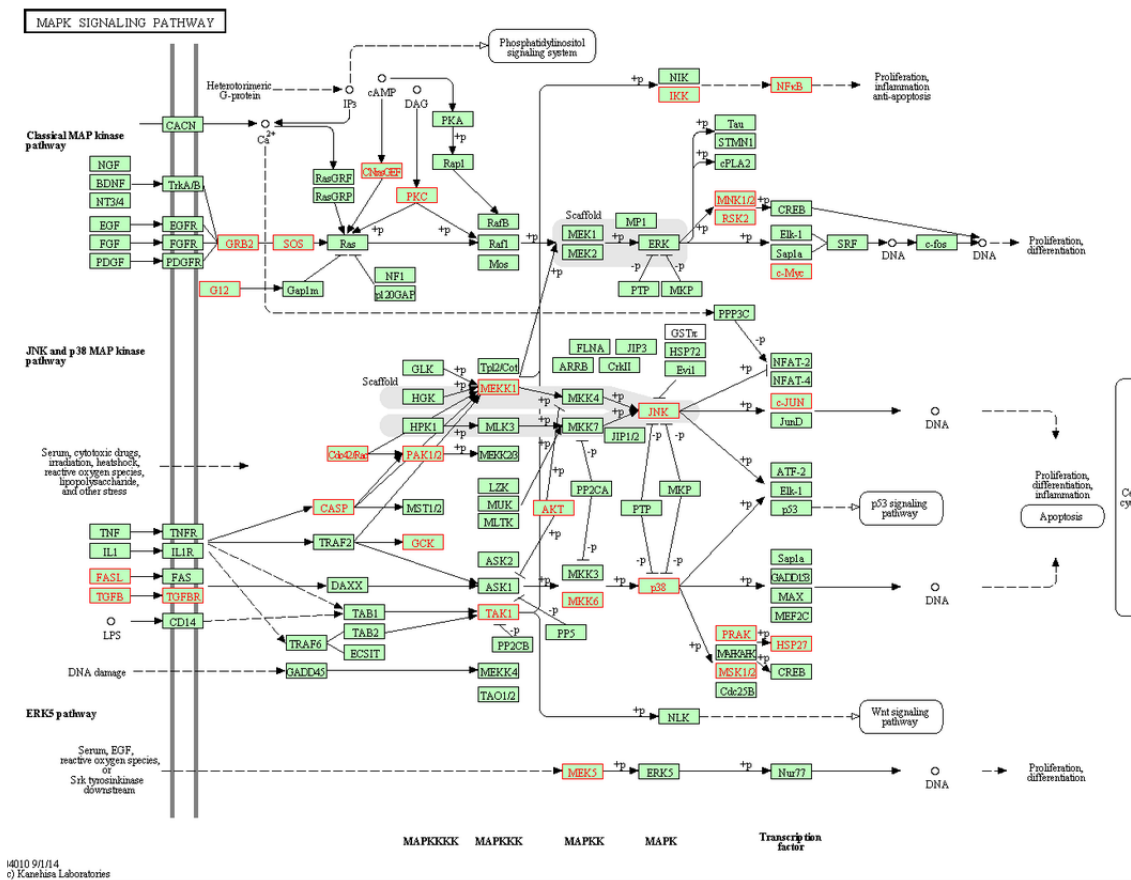 MAPK SIGNALING PATHWAY
Phosphatidylinositol
signaling system
Heterotorimeric
G-protein
IP3
cAMP
DAG
+p
NIK
IKK
NFκB
Proliferation,
inflammation
anti-apoptosis
CACN
Ca2+
PKA
+p
Tau
STMN1
cPLA2
+p
Classical MAP kinase
pathway
NGF
BDNF
NT3/4
TrkA/B
RasGRF
RasGRP
CNrasGEF
PKC
Rap1
+p
MNK1/2
RSK2
CREB
EGF
EGFR
FGF
FGFR
PDGF
PDGFR
GRB2
SOS
Ras
+p
+p
RafB
Raf1
Mos
+p
Scaffold
MEK1
MEK2
MP1
+p
ERK
+p
Elk-1
Sap1a
c-Myc
SRF
DNA
c-fos
DNA
Proliferation,
differentiation
G12
Gap1m
NF1
p120GAP
+p
-p
-p
PTP
MKP
PPP3C
-p
JNK and p38 MAP kinase
pathway
GLK
HGK
HPK1
Scaffold
+p
+p
+p
+p
Tpl2/Cot
MEKK1
MLK3
MEKK2/3
+p
+p
FLNA
JIP3
ARRB
CrkII
MKK4
MKK7
+p
+p
JIP1/2
GSTπ
HSP72
Evi1
JNK
+p
+p
+p
NFAT-2
NFAT-4
c-JUN
JunD
DNA
Serum, cytotoxic drugs,
irradiation, heatshock,
reactive oxygen species,
lipopolysaccharide,
and other stress
Cdc42/Rac
PAK1/2
+p
CASP
MST1/2
LZK
MUK
MLTK
AKT
+p
-p
-p
-p
PP2CA
PTP
MKP
ATF-2
Elk-1
p53
p53 signaling
pathway
Proliferation,
differentiation,
inflammation
Apoptosis
TNF
TNFR
IL1
IL1R
TRAF2
GCK
ASK2
ASK1
+p
-p
-p
-p
FASL
FAS
TGFB
TGFBR
DAXX
MKK3
MKK6
+p
p38
+p
+p
Sap1a
GADD153
MAX
MEF2C
DNA
LPS
CD14
TAB1
TAB2
ECSIT
TRAF6
TAK1
-p
PP2CB
-p
PP5
+p
PRAK
MAPKAPK
MSK1/2
Cdc25B
+p
+p
HSP27
CREB
DNA damage
GADD45
MEKK4
TAO1/2
ERK5 pathway
+p
NLK
Wnt signaling
pathway
Serum, EGF,
reactive oxygen species,
or
Srk tyrosinkinase
downstream
MEK5
+p
ERK5
+p
Nur77
DNA
Proliferation,
differentiation
MAPKKKK
MAPKKK
MAPKK
MAPK
Transcription
factor
04010 9/1/14
c) Kanehisa Laboratories